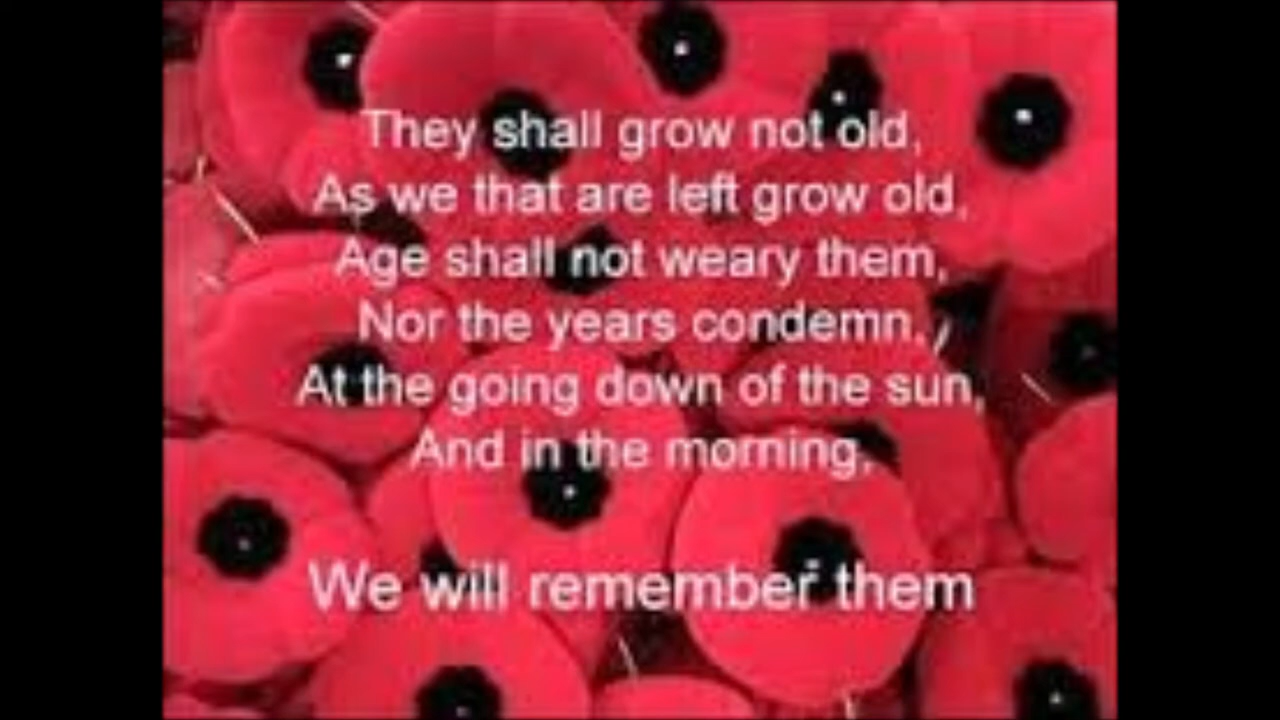 They shall grow not old,
As we that are left grow old,
Age shall not weary them,
Nor the years condemn.
At the going down of the sun,
And in the morning,
We will remember them